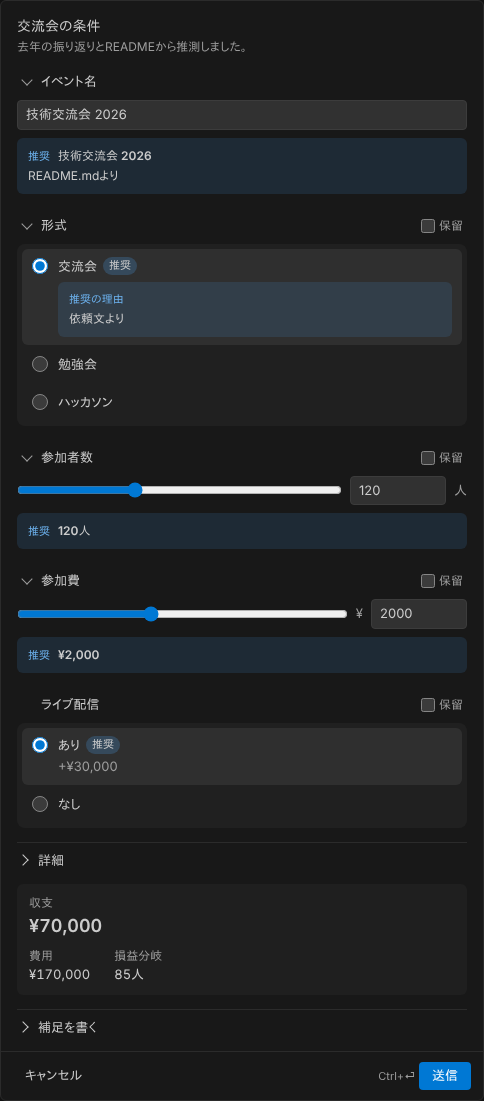 交流会の条件
去年の振り返りとREADMEから推測しました。
イベント名
技術交流会 2026
推奨 技術交流会 2026
README.mdより
形式 保留
交流会 推奨
推奨の理由
依頼文より
勉強会
ハッカソン
参加者数 保留
120 人
推奨 120人
参加費 保留
¥ 2000
推奨 ¥2,000
ライブ配信 保留
あり 推奨
+¥30,000
なし
詳細
収支
¥70,000
費用 損益分岐
¥170,000 85人
補足を書く
キャンセル Ctrl+⏎ 送信